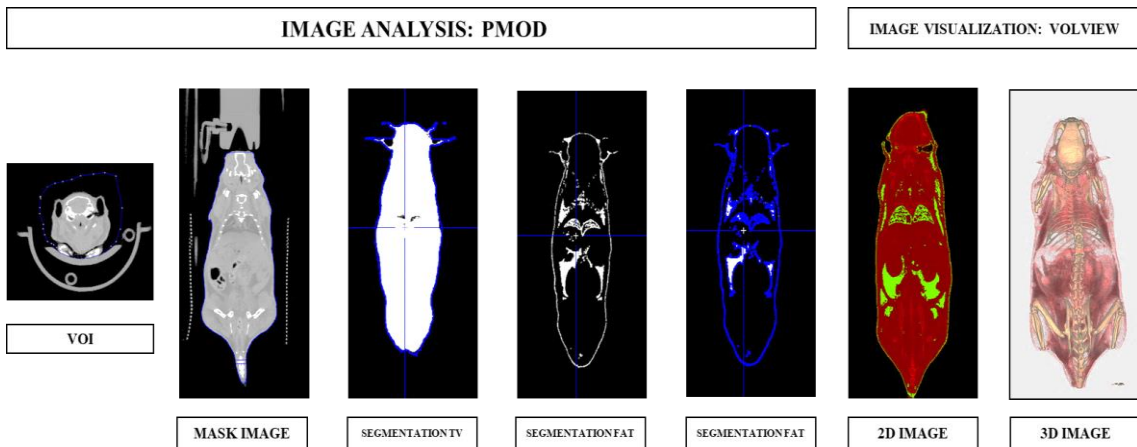 IMAGE ANALYSIS: PMOD
IMAGE VISUALIZATION: VOLVIEW
VOI
MASK IMAGE
SEGMENTATION TV
SEGMENTATION FAT
SEGMENTATION FAT
2D IMAGE
3D IMAGE